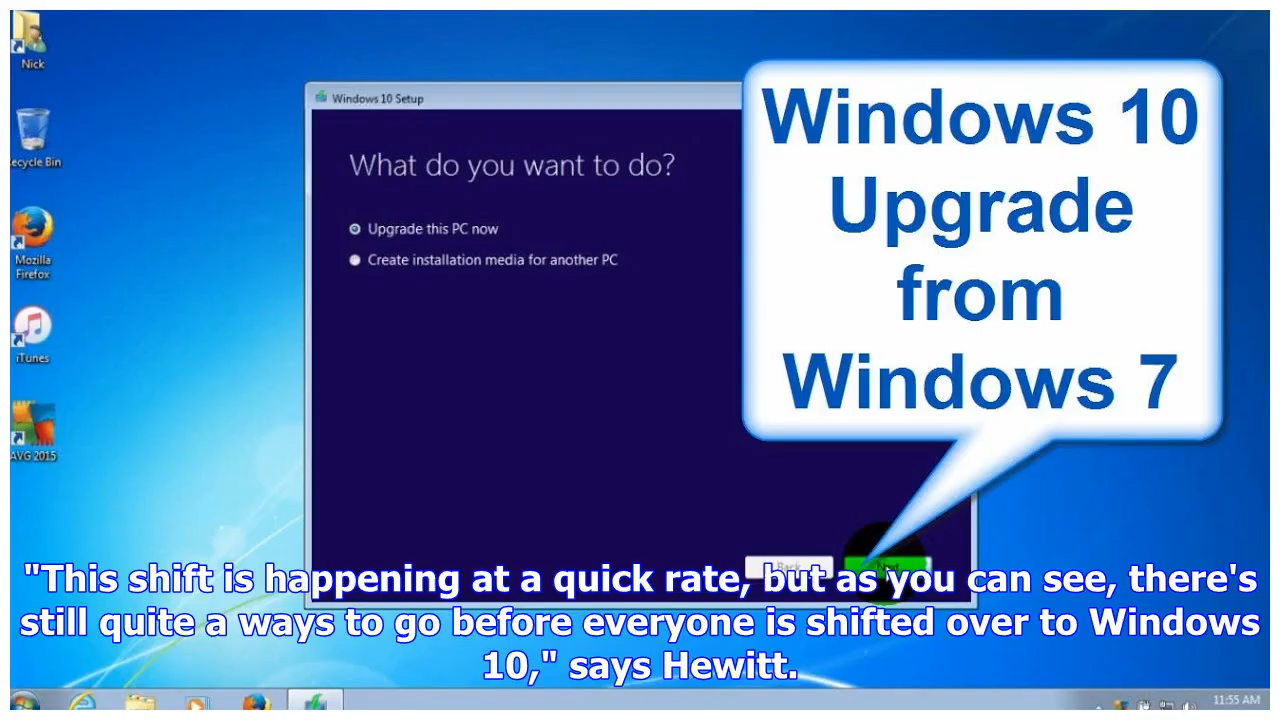 Nick
ecycle Bin
Mozilla
Firefox
iTunes
AVG 2015
Windows 10 Setup
What do you want to do?
Upgrade this PC now
Create installation media for another PC
Windows 10
Upgrade
from
Windows 7
Back
Next
"This shift is happening at a quick rate, but as you can see, there's
still quite a ways to go before everyone is shifted over to Windows
10," says Hewitt.
11:55 AM